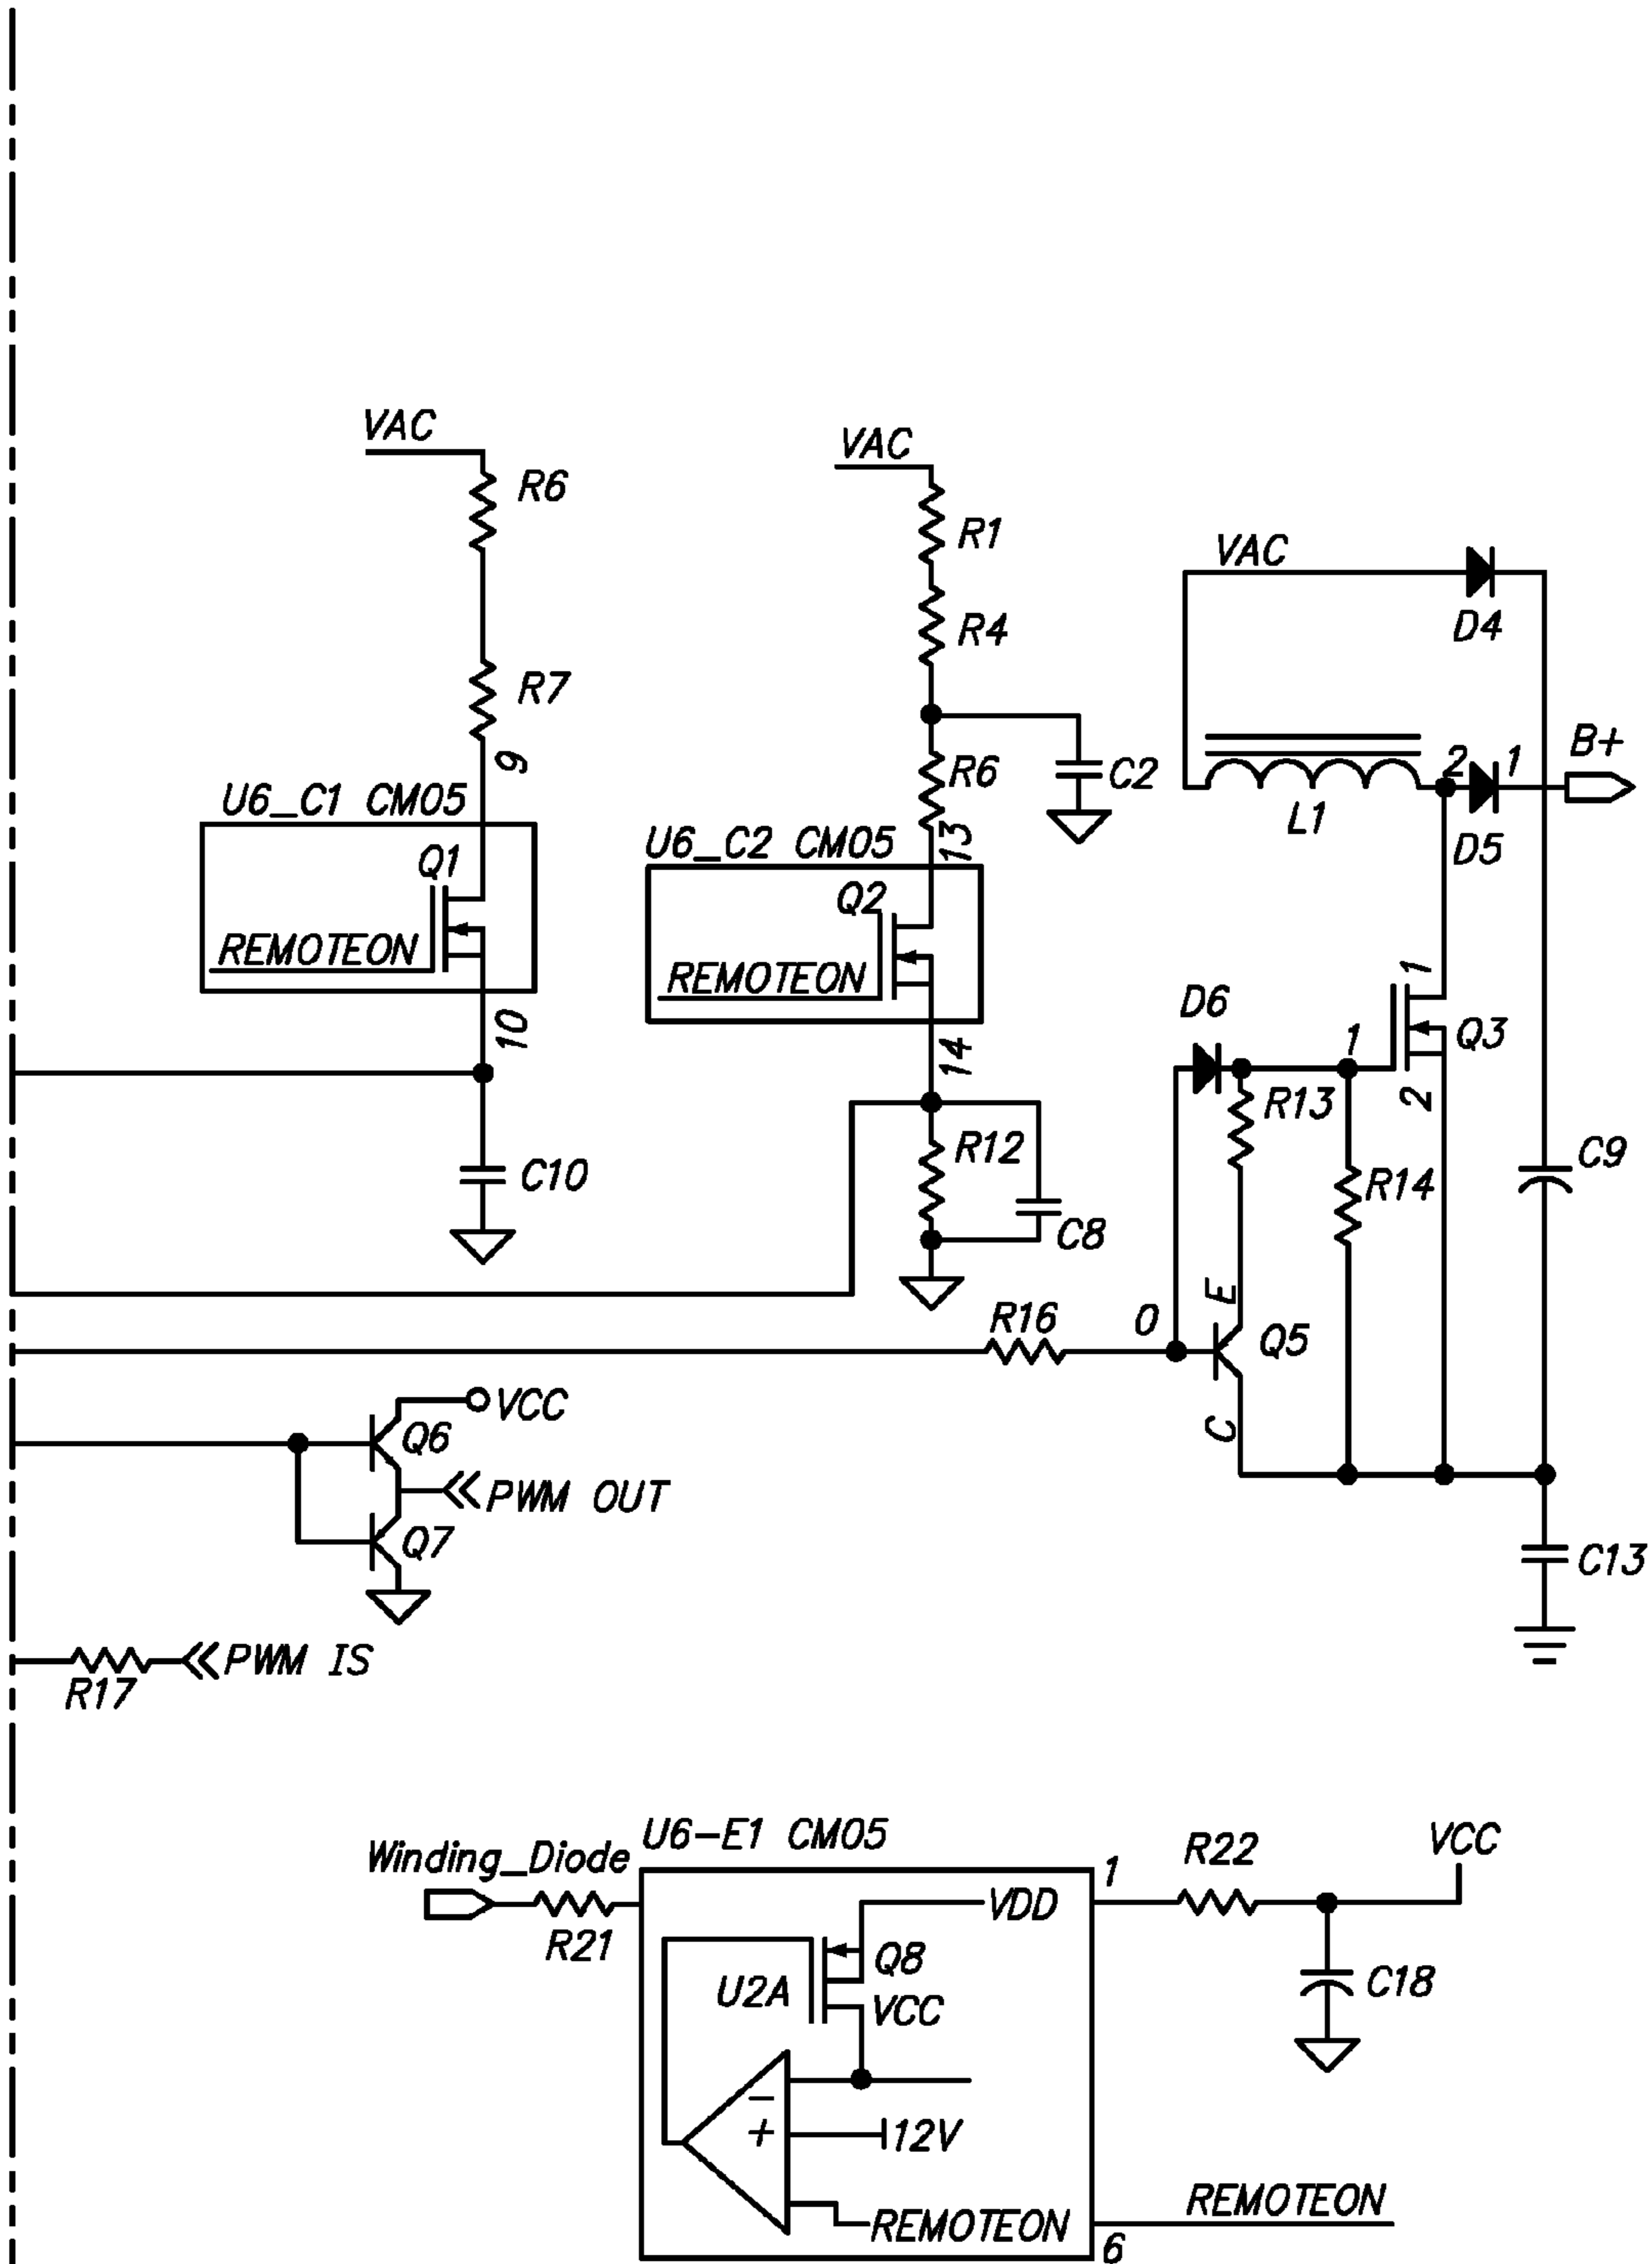 VAC
R6
R7
9
U6_C1 CM05
Q1
REMOTEON
10
C10
VAC
R1
R4
R6
C2
13
U6_C2 CM05
Q2
REMOTEON
14
R12
C8
VAC
D4
B+
2
1
L1
D5
D6
1
1
Q3
2
R13
R14
C9
R16
0
E
Q5
C
C13
VCC
Q6
PWM OUT
Q7
PWM IS
R17
Winding_Diode
R21
U6-E1 CM05
1
R22
VCC
VDD
Q8
U2A
VCC
C18
−
+
12V
REMOTEON
REMOTEON
6